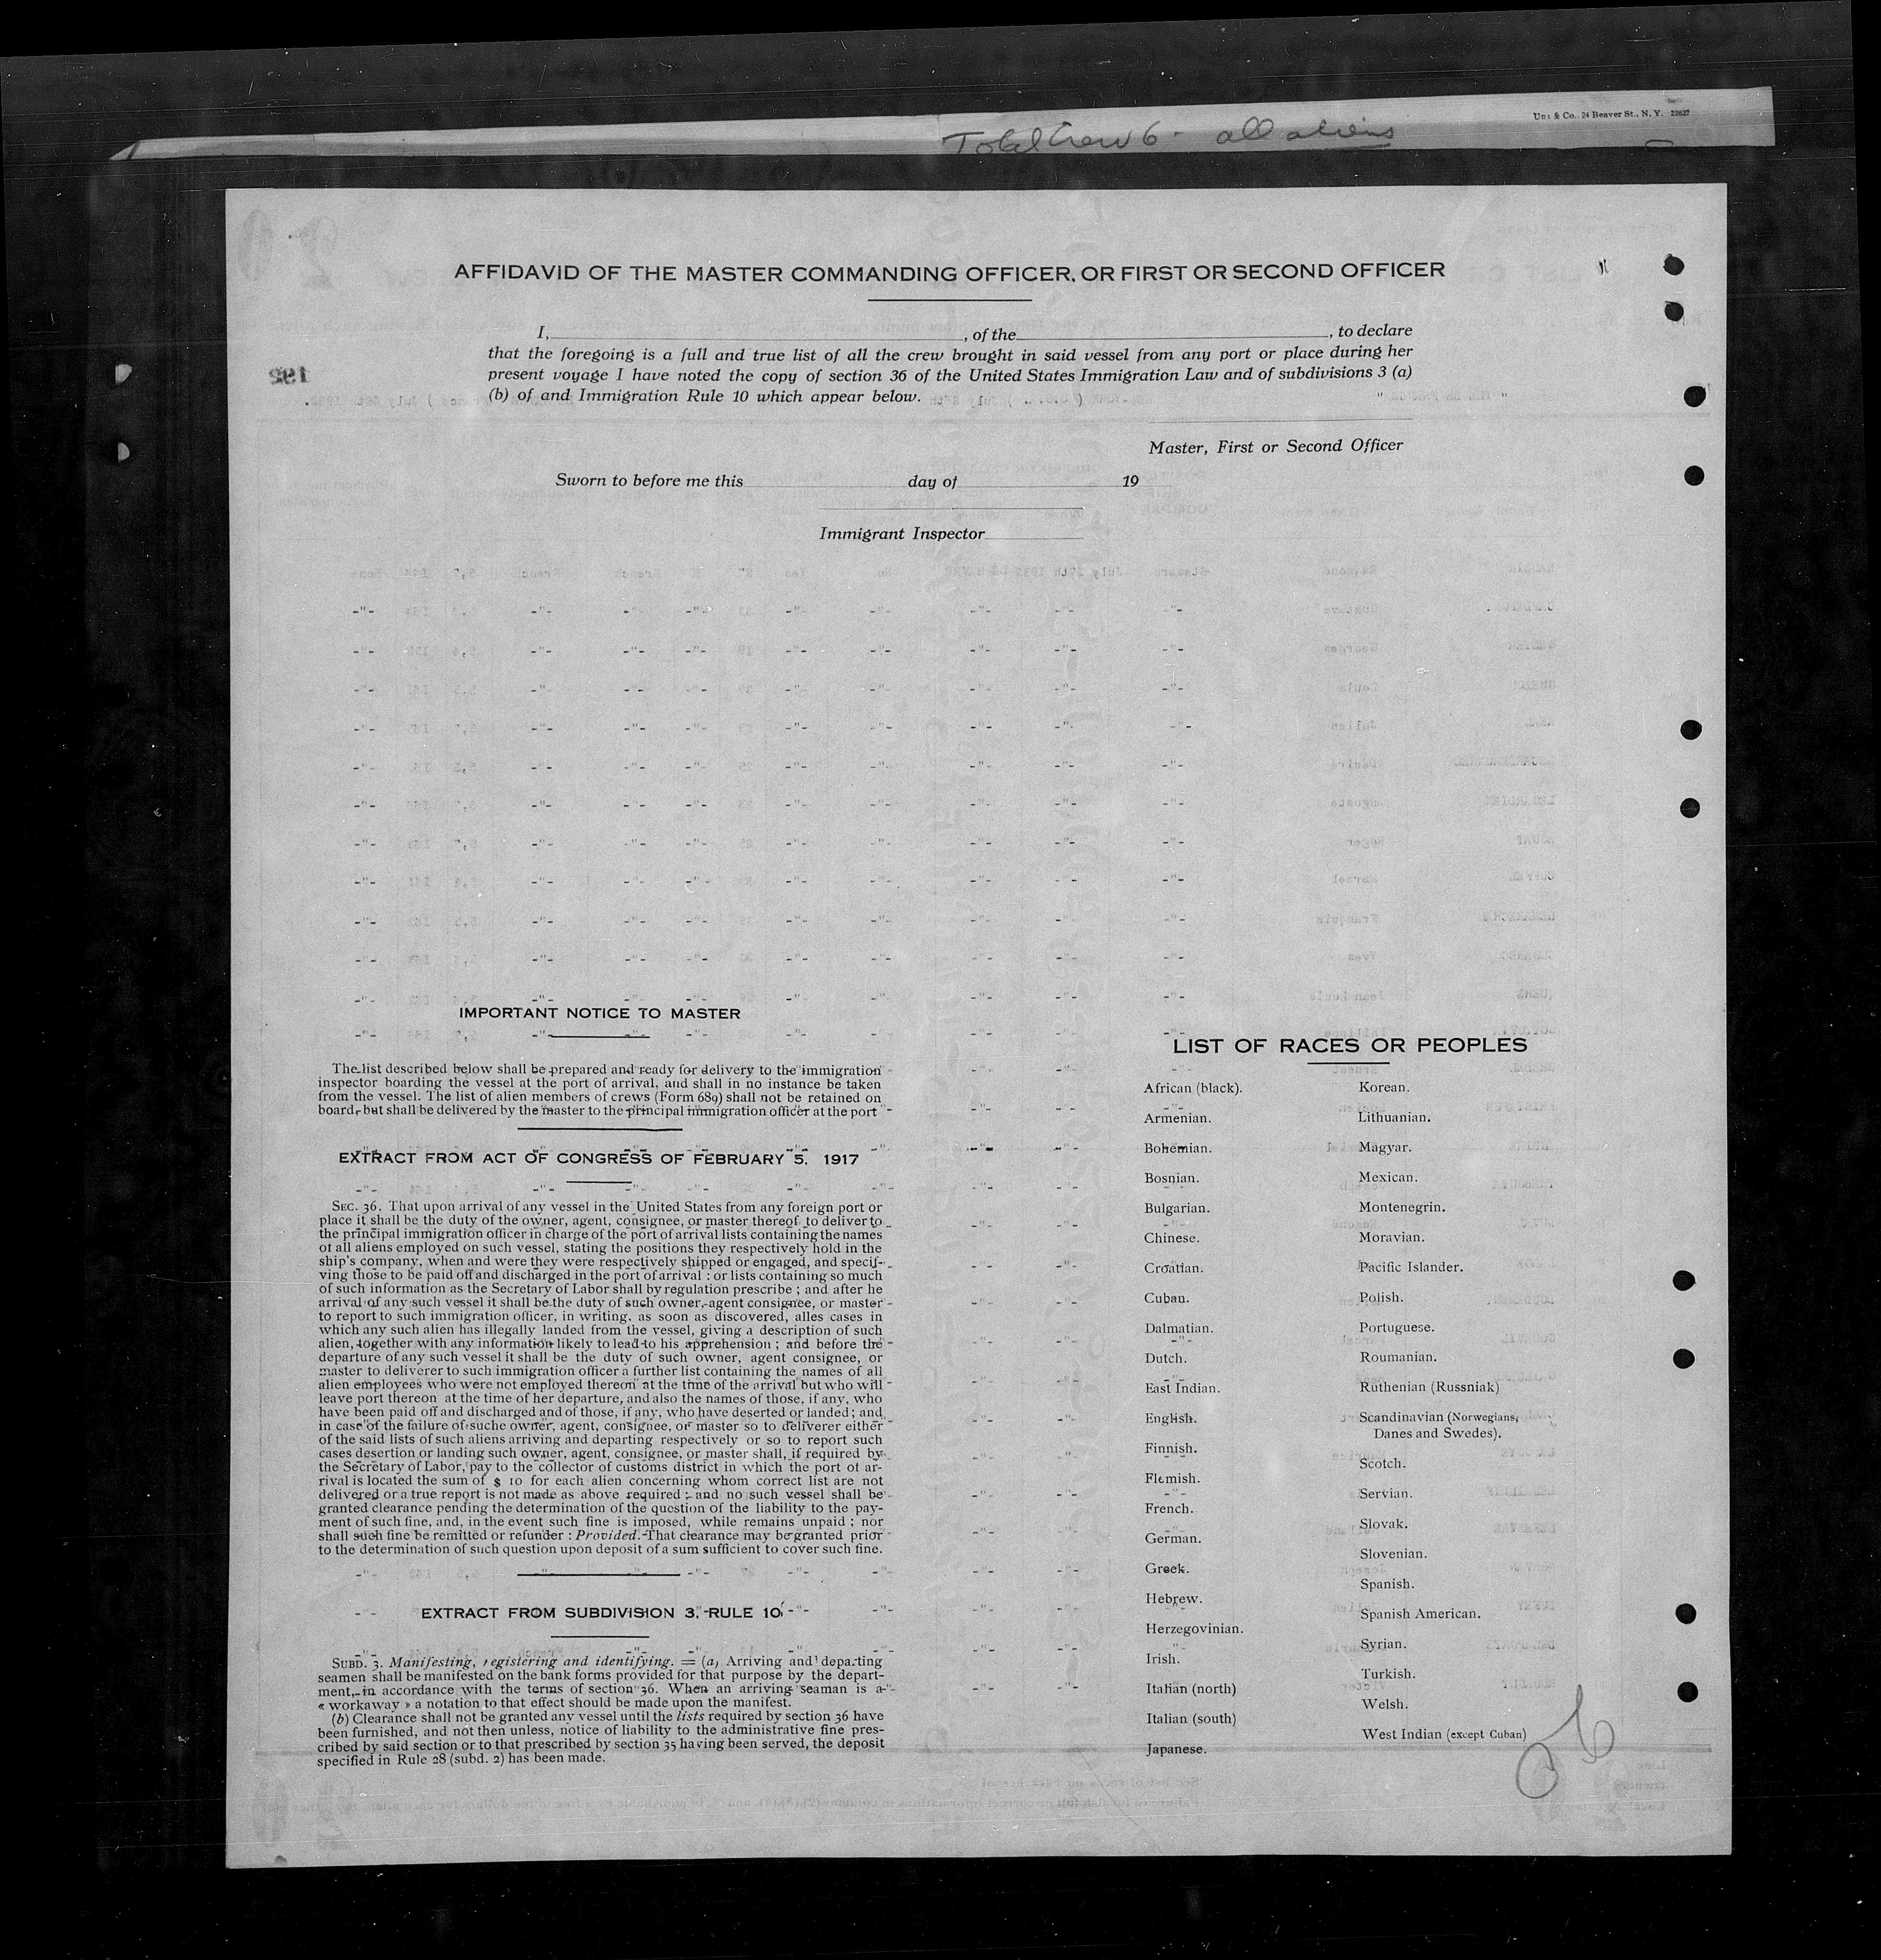 Total Crew 6 - all aliens
& Co., 24 Beaver St., N. Y. 22627
AFFIDAVID OF THE MASTER COMMANDING OFFICER, OR FIRST OR SECOND OFFICER
I, , of the , to declare
that the foregoing is a full and true list of all the crew brought in said vessel from any port or place during her
present voyage I have noted the copy of section 36 of the United States Immigration Law and of subdivisions 3 (a)
(b) of and Immigration Rule 10 which appear below.
Master, First or Second Officer
Sworn to before me this day of 19
Immigrant Inspector
IMPORTANT NOTICE TO MASTER
The list described below shall be prepared and ready for delivery to the immigration
inspector boarding the vessel at the port of arrival, and shall in no instance be taken
from the vessel. The list of alien members of crews (Form 689) shall not be retained on
board, but shall be delivered by the master to the principal immigration officer at the port
EXTRACT FROM ACT OF CONGRESS OF FEBRUARY 5, 1917
SEC. 36. That upon arrival of any vessel in the United States from any foreign port or
place it shall be the duty of the owner, agent, consignee, or master thereof to deliver to
the principal immigration officer in charge of the port of arrival lists containing the names
of all aliens employed on such vessel, stating the positions they respectively hold in the
ship's company, when and were they were respectively shipped or engaged, and specif-
ving those to be paid off and discharged in the port of arrival : or lists containing so much
of such information as the Secretary of Labor shall by regulation prescribe ; and after he
arrival of any such vessel it shall be the duty of such owner, agent consignee, or master
to report to such immigration officer, in writing, as soon as discovered, alles cases in
which any such alien has illegally landed from the vessel, giving a description of such
alien, together with any information likely to lead to his apprehension ; and before the
departure of any such vessel it shall be the duty of such owner, agent consignee, or
master to deliverer to such immigration officer a further list containing the names of all
alien employees who were not employed thereon at the time of the arrival but who will
leave port thereon at the time of her departure, and also the names of those, if any, who
have been paid off and discharged and of those, if any, who have deserted or landed ; and
in case of the failure of suche owner, agent, consignee, or master so to deliverer either
of the said lists of such aliens arriving and departing respectively or so to report such
cases desertion or landing such owner, agent, consignee, or master shall, if required by
the Secretary of Labor, pay to the collector of customs district in which the port of ar-
rival is located the sum of $ 10 for each alien concerning whom correct list are not
delivered or a true report is not made as above required ; and no such vessel shall be
granted clearance pending the determination of the question of the liability to the pay-
ment of such fine, and, in the event such fine is imposed, while remains unpaid ; nor
shall such fine be remitted or refunder : Provided. That clearance may be granted prior
to the determination of such question upon deposit of a sum sufficient to cover such fine.
EXTRACT FROM SUBDIVISION 3, RULE 10
SUBD. 3. Manifesting, registering and identifying. = (a) Arriving and departing
seamen shall be manifested on the bank forms provided for that purpose by the depart-
ment, in accordance with the terms of section 36. When an arriving seaman is a
« workaway » a notation to that effect should be made upon the manifest.
(b) Clearance shall not be granted any vessel until the lists required by section 36 have
been furnished, and not then unless, notice of liability to the administrative fine pres-
cribed by said section or to that prescribed by section 35 having been served, the deposit
specified in Rule 28 (subd. 2) has been made.
LIST OF RACES OR PEOPLES
African (black).
Armenian.
Bohemian.
Bosnian.
Bulgarian.
Chinese.
Croatian.
Cuban.
Dalmatian.
Dutch.
East Indian.
English.
Finnish.
Flemish.
French.
German.
Greek.
Hebrew.
Herzegovinian.
Irish.
Italian (north)
Italian (south)
Japanese.
Korean.
Lithuanian.
Magyar.
Mexican.
Montenegrin.
Moravian.
Pacific Islander.
Polish.
Portuguese.
Roumanian.
Ruthenian (Russniak)
Scandinavian (Norwegians,
Danes and Swedes).
Scotch.
Servian.
Slovak.
Slovenian.
Spanish.
Spanish American.
Syrian.
Turkish.
Welsh.
West Indian (except Cuban)